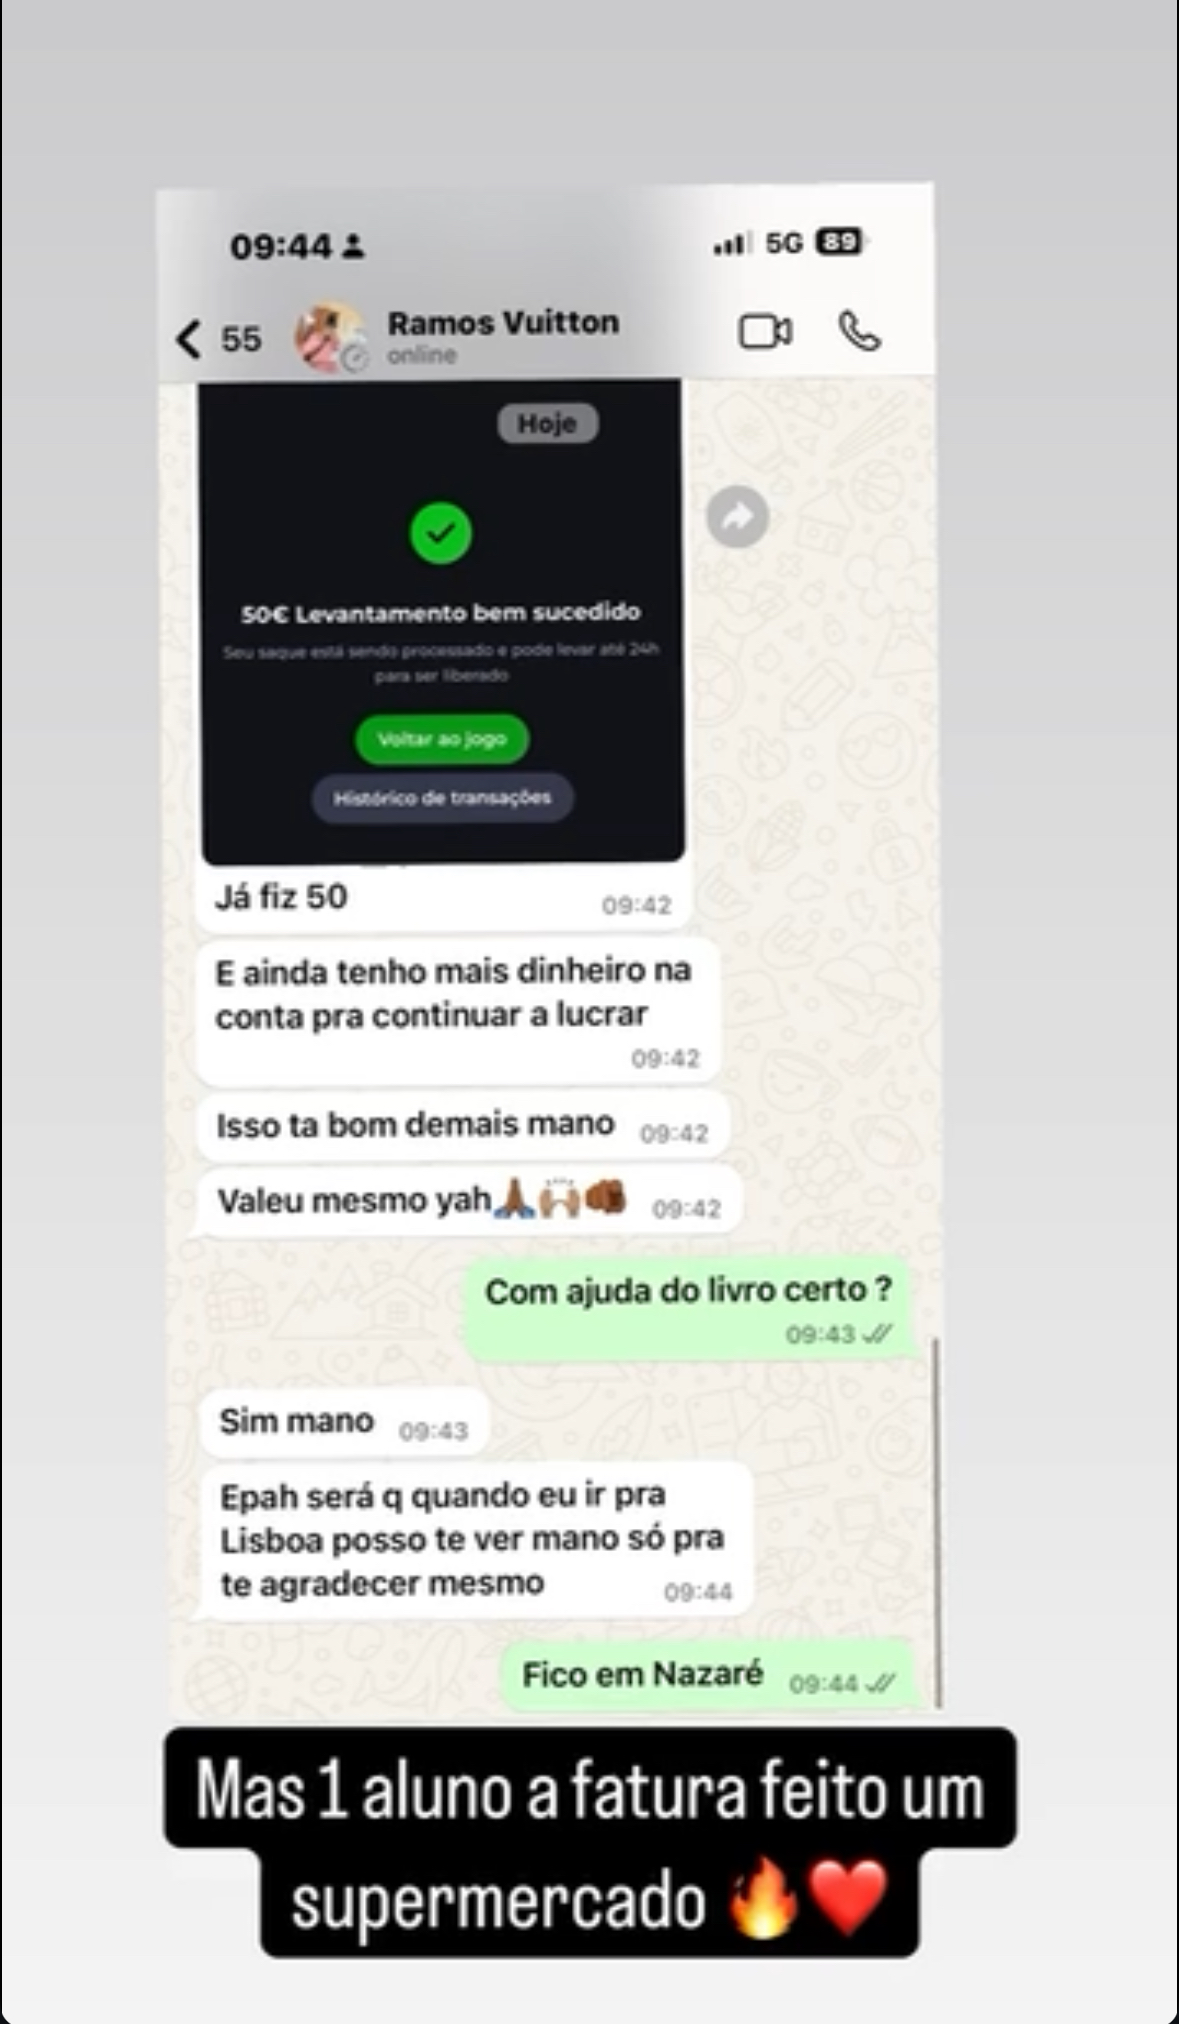 09:44
5G 89
55
Ramos Vuitton
online
Hoje
50€ Levantamento bem sucedido
Seu saque está sendo processado e pode levar até 24h
para ser liberado
Voltar ao jogo
Histórico de transações
Já fiz 50
09:42
E ainda tenho mais dinheiro na
conta pra continuar a lucrar
09:42
Isso ta bom demais mano 09:42
Valeu mesmo yah🙏🏾🙌🏽👊🏾 09:42
Com ajuda do livro certo ?
09:43
Sim mano 09:43
Epah será q quando eu ir pra
Lisboa posso te ver mano só pra
te agradecer mesmo 09:44
Fico em Nazaré 09:44
Mas 1 aluno a fatura feito um
supermercado 🔥❤️